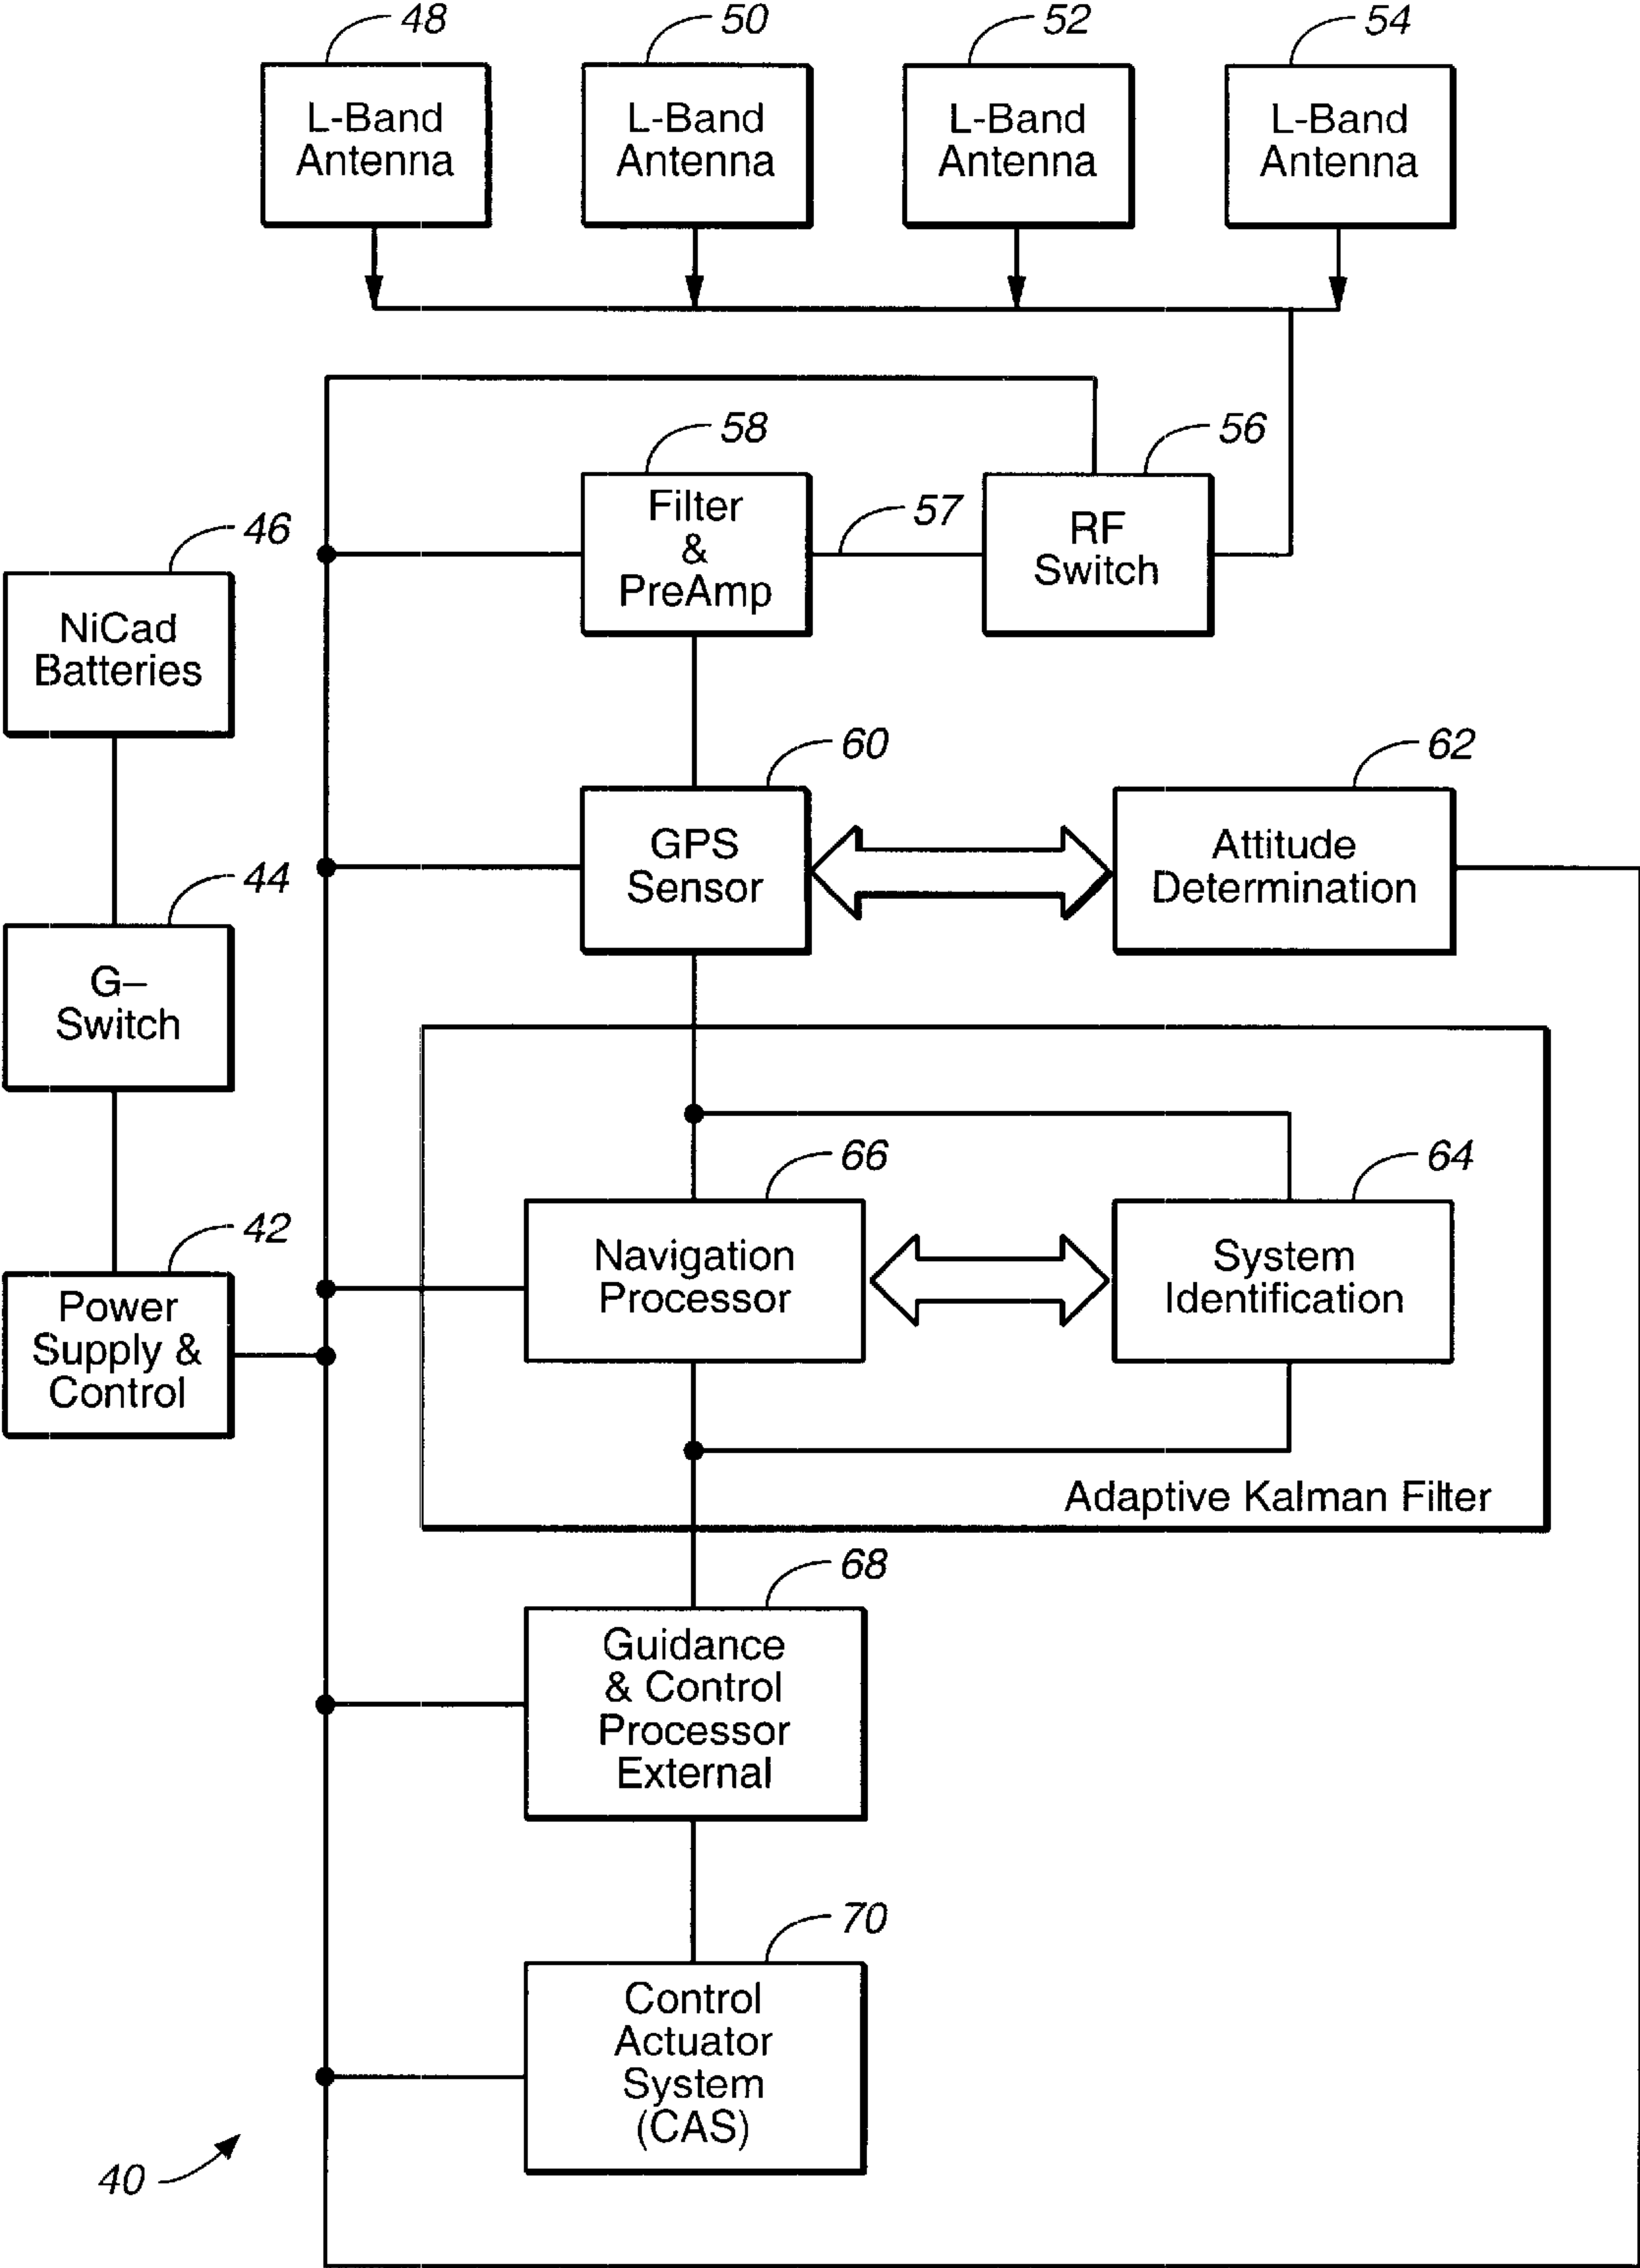 48
50
52
54
L-Band
Antenna
L-Band
Antenna
L-Band
Antenna
L-Band
Antenna
58
56
Filter
&
PreAmp
57
RF
Switch
46
NiCad
Batteries
60
62
GPS
Sensor
Attitude
Determination
44
G–
Switch
66
64
Navigation
Processor
System
Identification
42
Power
Supply &
Control
Adaptive Kalman Filter
68
Guidance
& Control
Processor
External
70
Control
Actuator
System
(CAS)
40